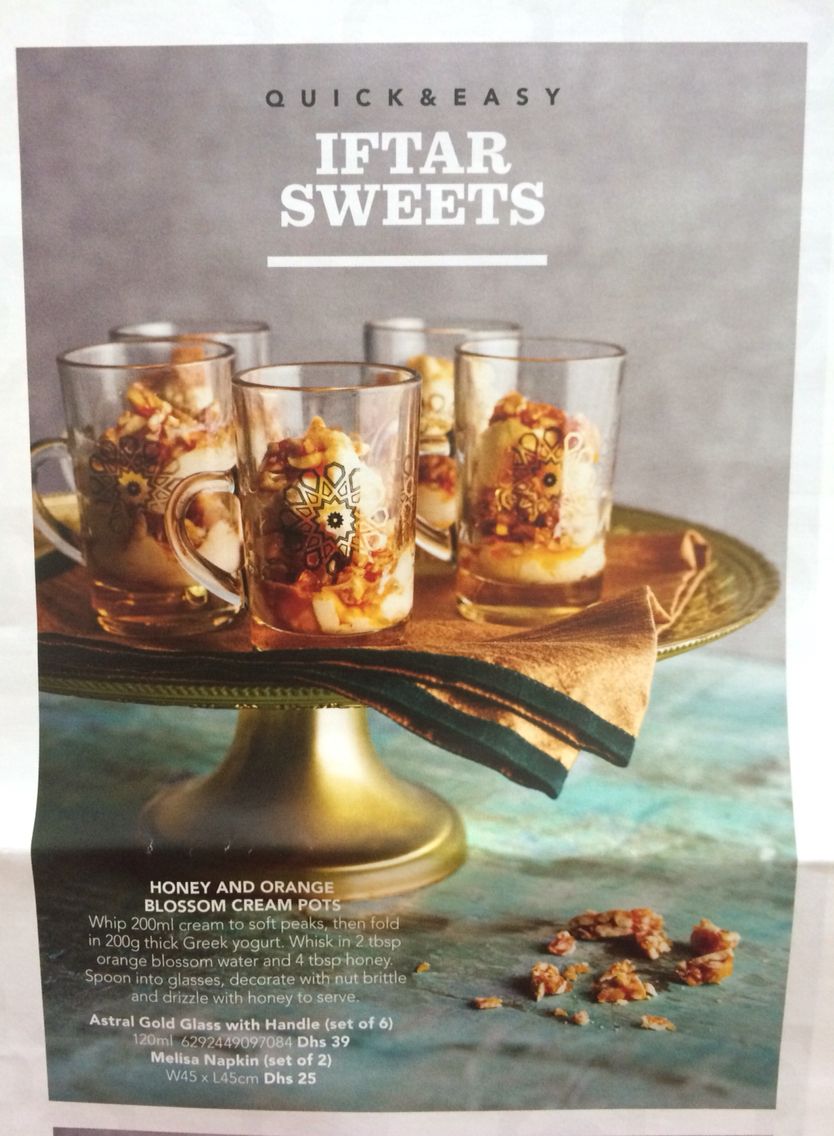 QUICK&EASY
IFTAR
SWEETS
HONEY AND ORANGE
BLOSSOM CREAM POTS
Whip 200ml cream to soft peaks, then fold
in 200g thick Greek yogurt. Whisk in 2 tbsp
orange blossom water and 4 tbsp honey.
Spoon into glasses, decorate with nut brittle
and drizzle with honey to serve.
Astral Gold Glass with Handle (set of 6)
120ml 6292449097084 Dhs 39
Melisa Napkin (set of 2)
W45 x L45cm Dhs 25